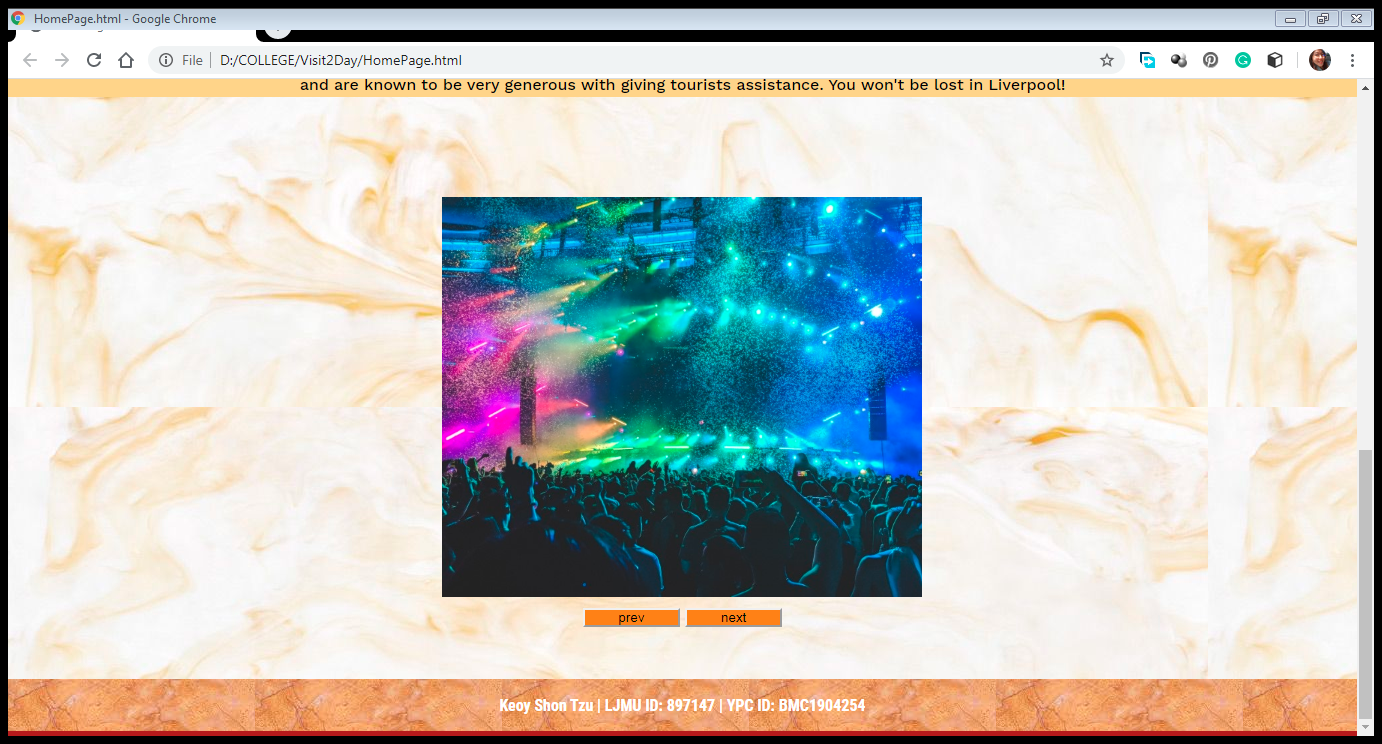 HomePage.html - Google Chrome
File | D:/COLLEGE/Visit2Day/HomePage.html
and are known to be very generous with giving tourists assistance. You won't be lost in Liverpool!
prev next
Keoy Shon Tzu | LJMU ID: 897147 | YPC ID: BMC1904254